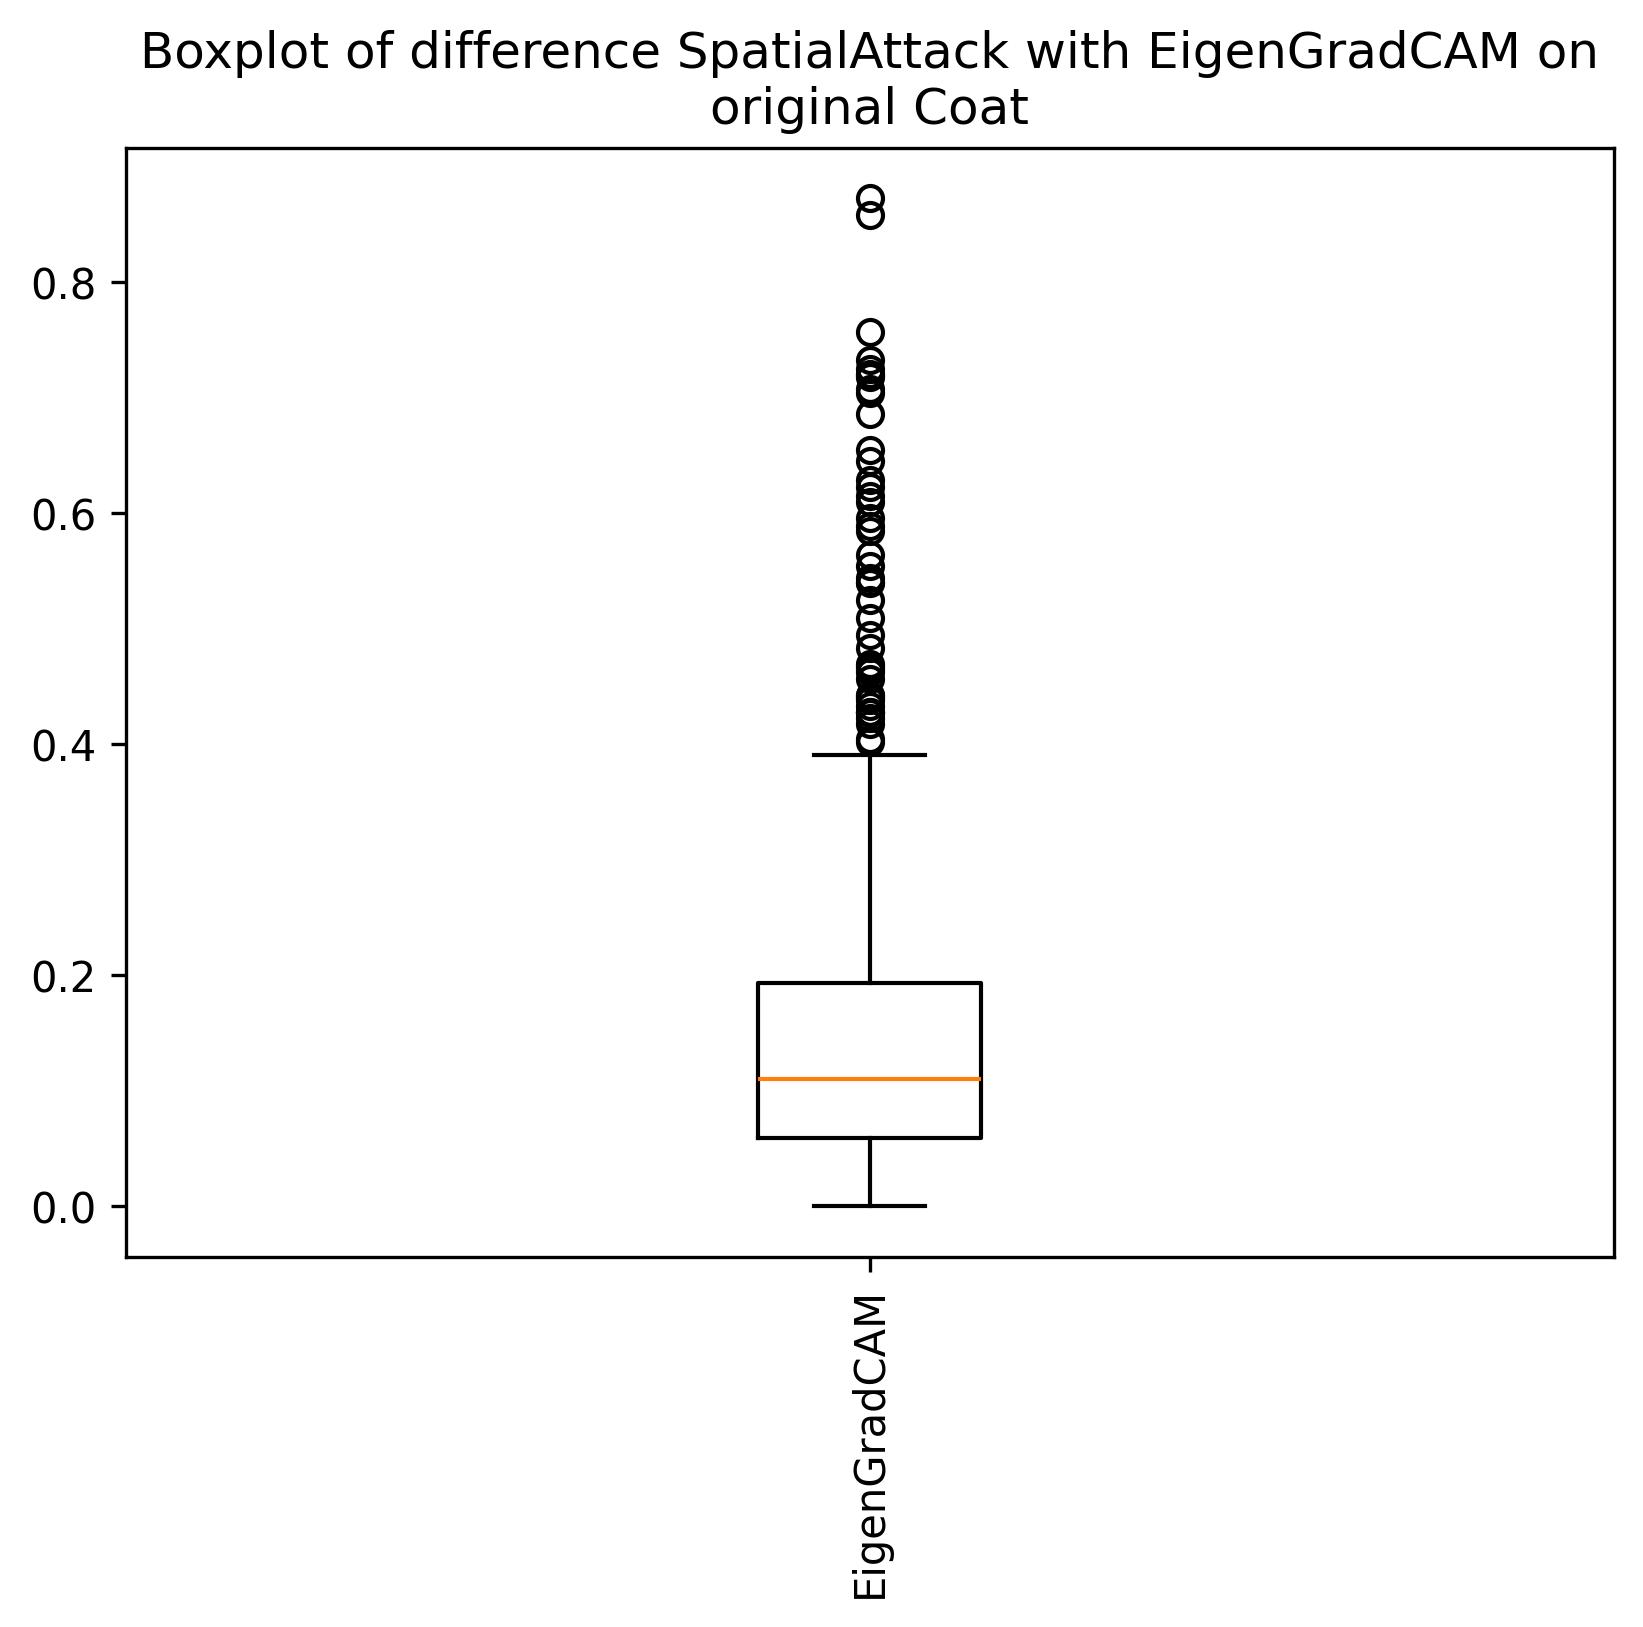 Boxplot of difference SpatialAttack with EigenGradCAM on
original Coat
0.8
0.6
0.4
0.2
0.0
EigenGradCAM